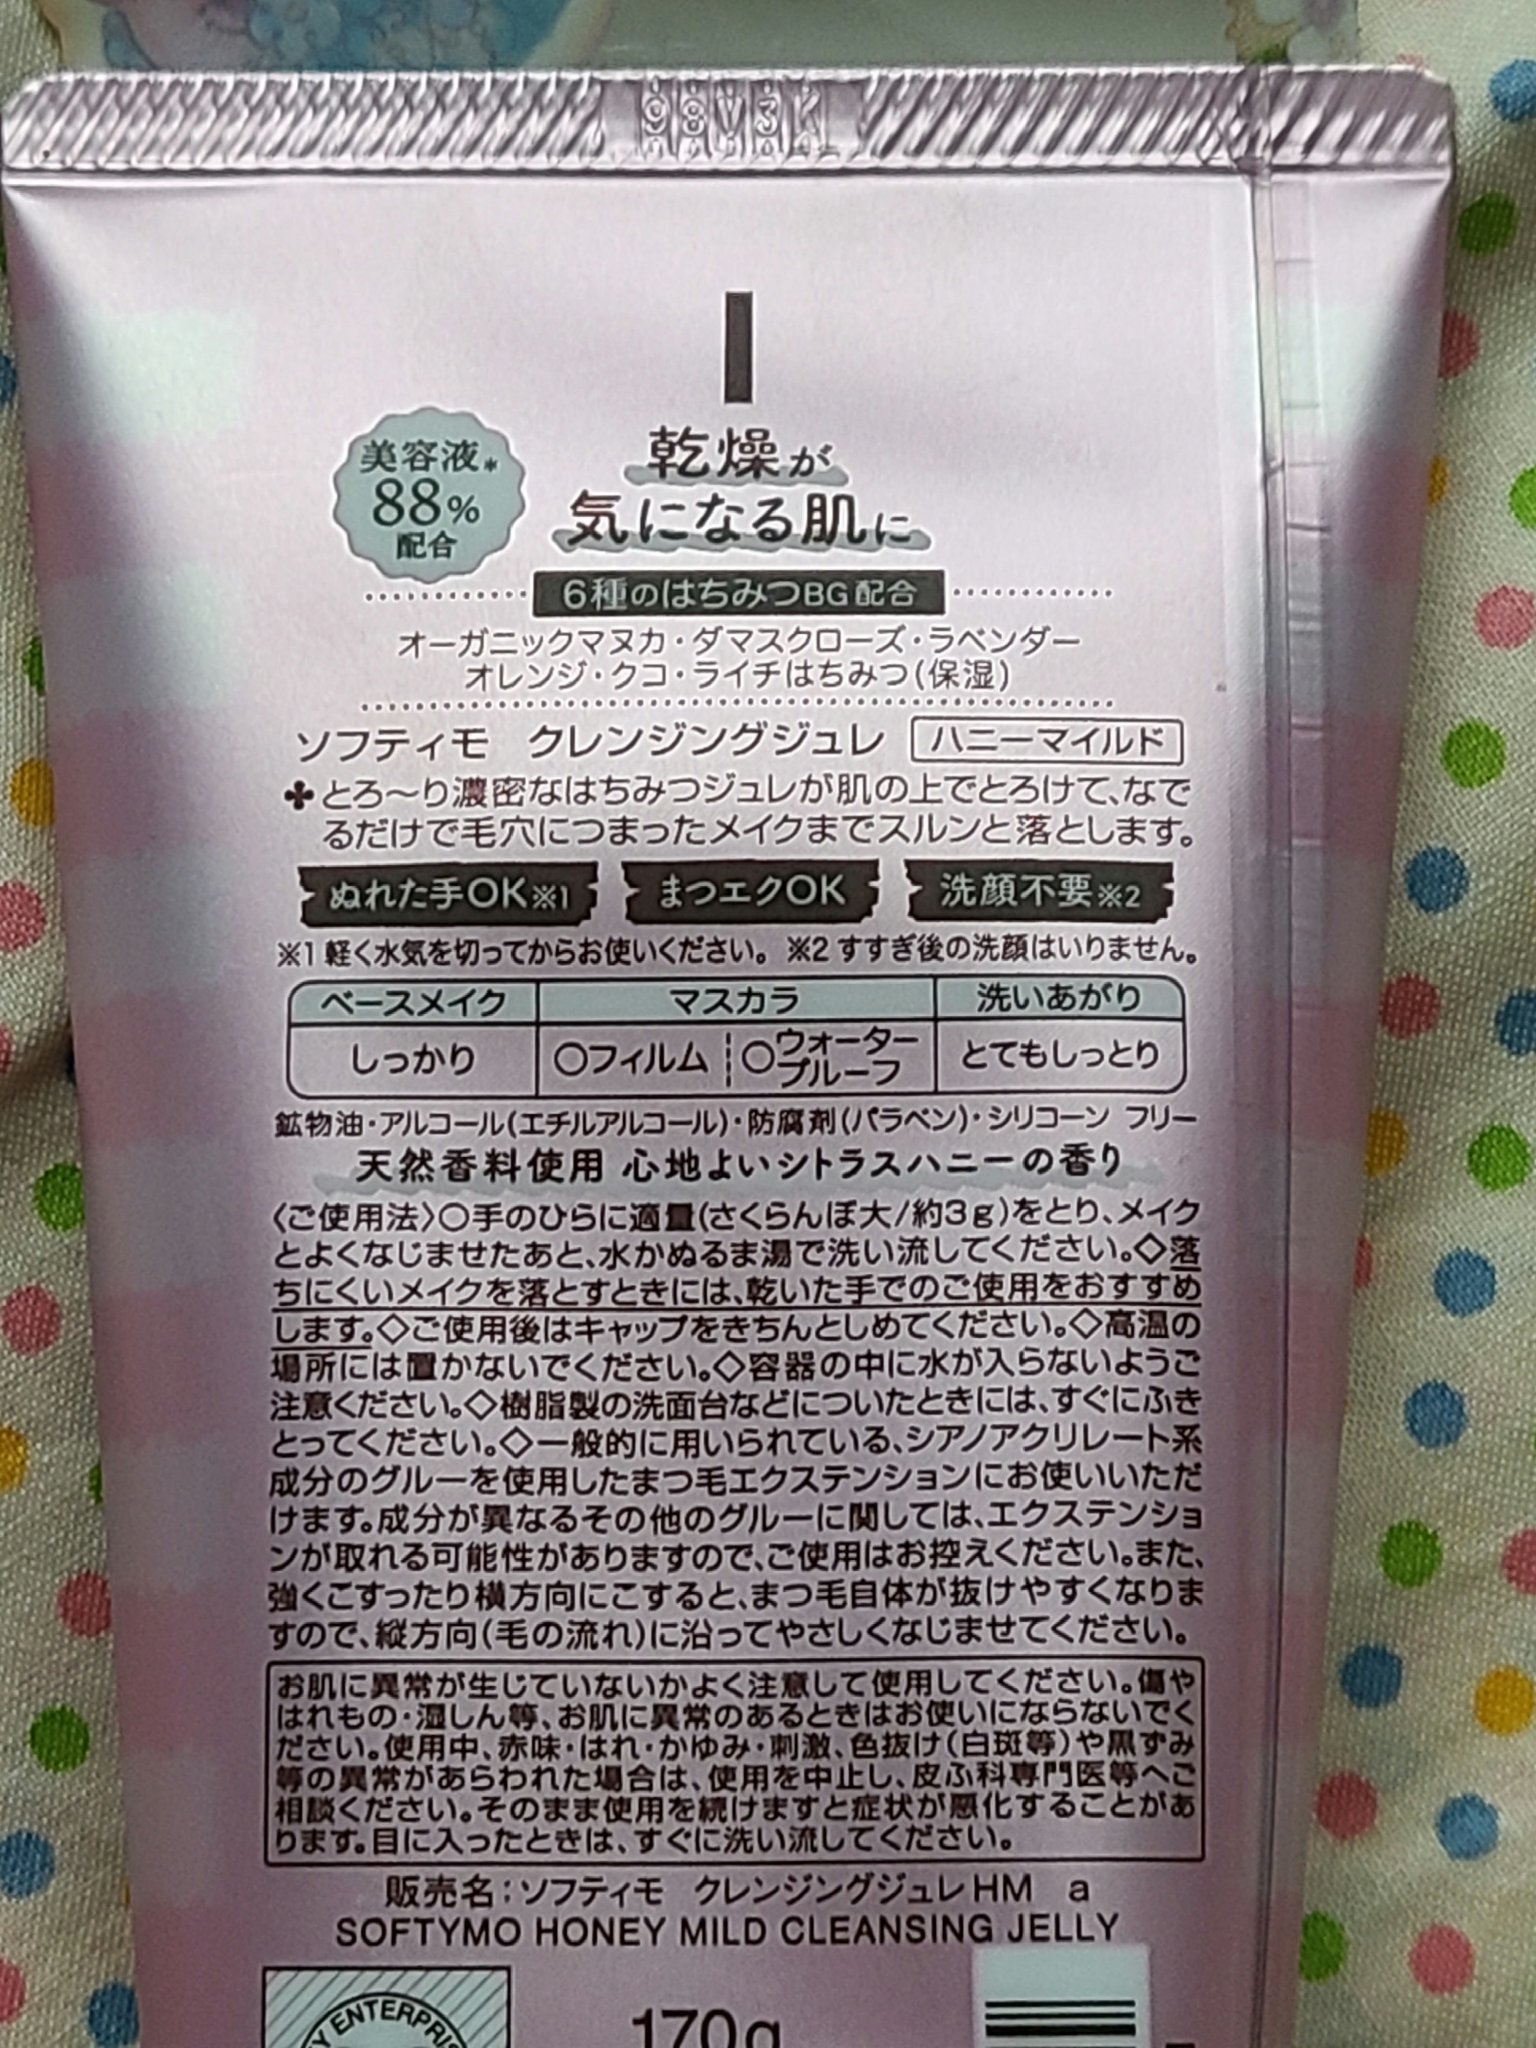 美容液*
88%
配合
乾燥が
気になる肌に
6種のはちみつBG配合
オーガニックマヌカ・ダマスクローズ・ラベンダー
オレンジ・クコ・ライチはちみつ(保湿)
ソフティモ クレンジングジュレ ハニーマイルド
とろ〜り濃密なはちみつジュレが肌の上でとろけて、なで
るだけで毛穴につまったメイクまでスルンと落とします。
ぬれた手OK※1 まつエクOK 洗顔不要※2
※1 軽く水気を切ってからお使いください。 ※2 すすぎ後の洗顔はいりません。
ベースメイク マスカラ 洗いあがり
しっかり ○フィルム ○ウォータープルーフ とてもしっとり
鉱物油・アルコール(エチルアルコール)・防腐剤(パラベン)・シリコーン フリー
天然香料使用 心地よいシトラスハニーの香り
〈ご使用法〉○手のひらに適量(さくらんぼ大/約3g)をとり、メイク
とよくなじませたあと、水かぬるま湯で洗い流してください。◇落
ちにくいメイクを落とすときには、乾いた手でのご使用をおすすめ
します。◇ご使用後はキャップをきちんとしめてください。◇高温の
場所には置かないでください。◇容器の中に水が入らないようご
注意ください。◇樹脂製の洗面台などについたときには、すぐにふき
とってください。◇一般的に用いられている、シアノアクリレート系
成分のグルーを使用したまつ毛エクステンションにお使いいただ
けます。成分が異なるその他のグルーに関しては、エクステンショ
ンが取れる可能性がありますので、ご使用はお控えください。また、
強くこすったり横方向にこすると、まつ毛自体が抜けやすくなりま
すので、縦方向(毛の流れ)に沿ってやさしくなじませてください。
お肌に異常が生じていないかよく注意して使用してください。傷や
はれもの・湿しん等、お肌に異常のあるときはお使いにならないでく
ださい。使用中、赤味・はれ・かゆみ・刺激、色抜け(白斑等)や黒ずみ
等の異常があらわれた場合は、使用を中止し、皮ふ科専門医等へご
相談ください。そのまま使用を続けますと症状が悪化することがあ
ります。目に入ったときは、すぐに洗い流してください。
販売名:ソフティモ クレンジングジュレHM a
SOFTYMO HONEY MILD CLEANSING JELLY
170g